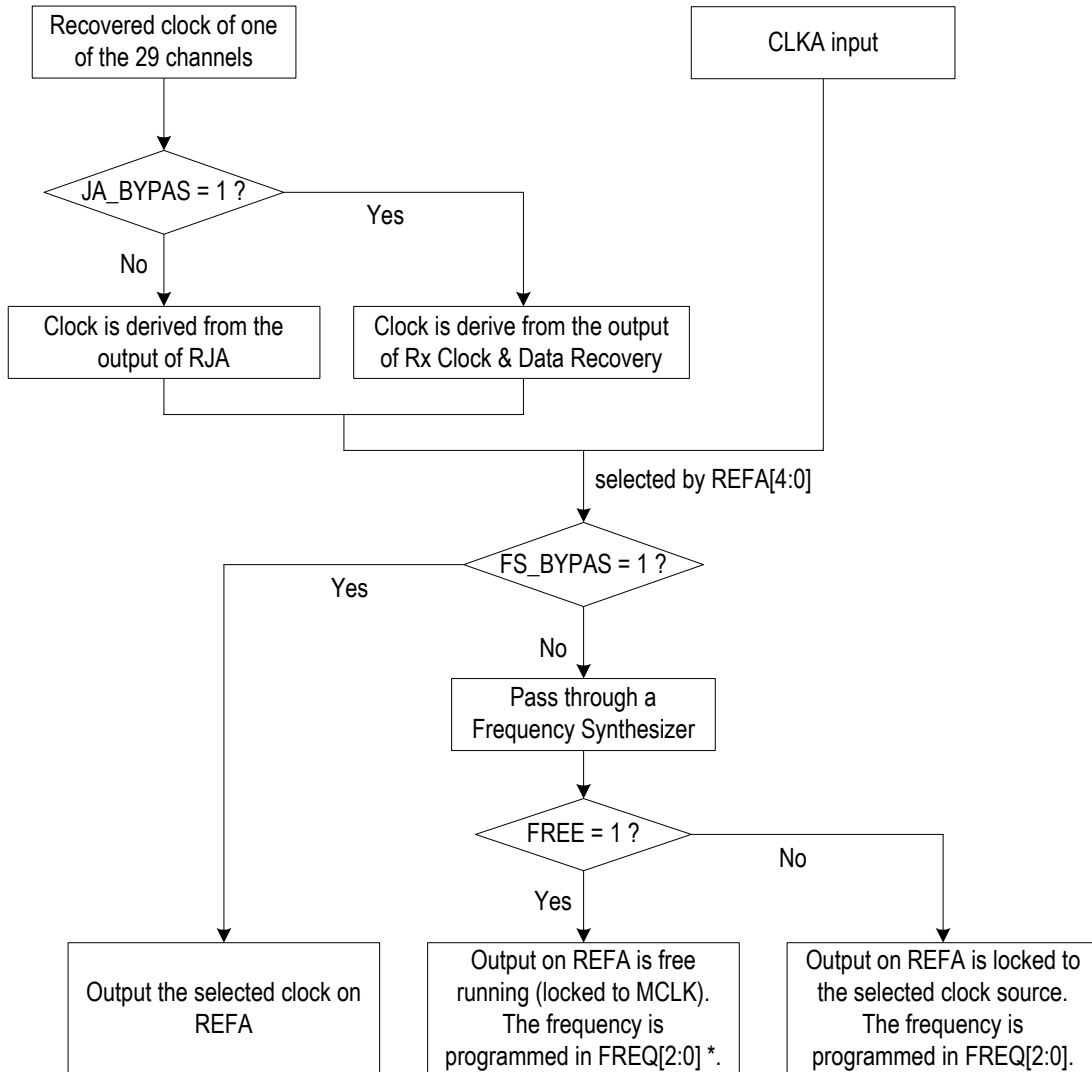 Recovered clock of one
of the 29 channels
CLKA input
JA_BYPAS = 1 ?
Yes
No
Clock is derived from the
output of RJA
Clock is derive from the output
of Rx Clock & Data Recovery
selected by REFA[4:0]
FS_BYPAS = 1 ?
Yes
No
Pass through a
Frequency Synthesizer
FREE = 1 ?
No
Yes
Output the selected clock on
REFA
Output on REFA is free
running (locked to MCLK).
The frequency is
programmed in FREQ[2:0] *.
Output on REFA is locked to
the selected clock source.
The frequency is
programmed in FREQ[2:0].